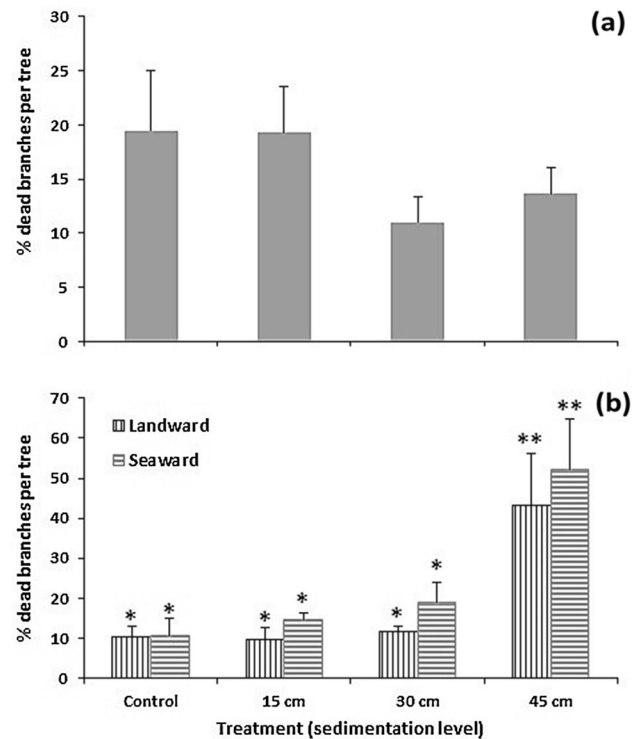 (a)
30
25
20
15
10
5
0
% dead branches per tree
(b)
70
60
50
40
30
20
10
0
% dead branches per tree
Landward
Seaward
* * * * * * ** **
Control 15 cm 30 cm 45 cm
Treatment (sedimentation level)